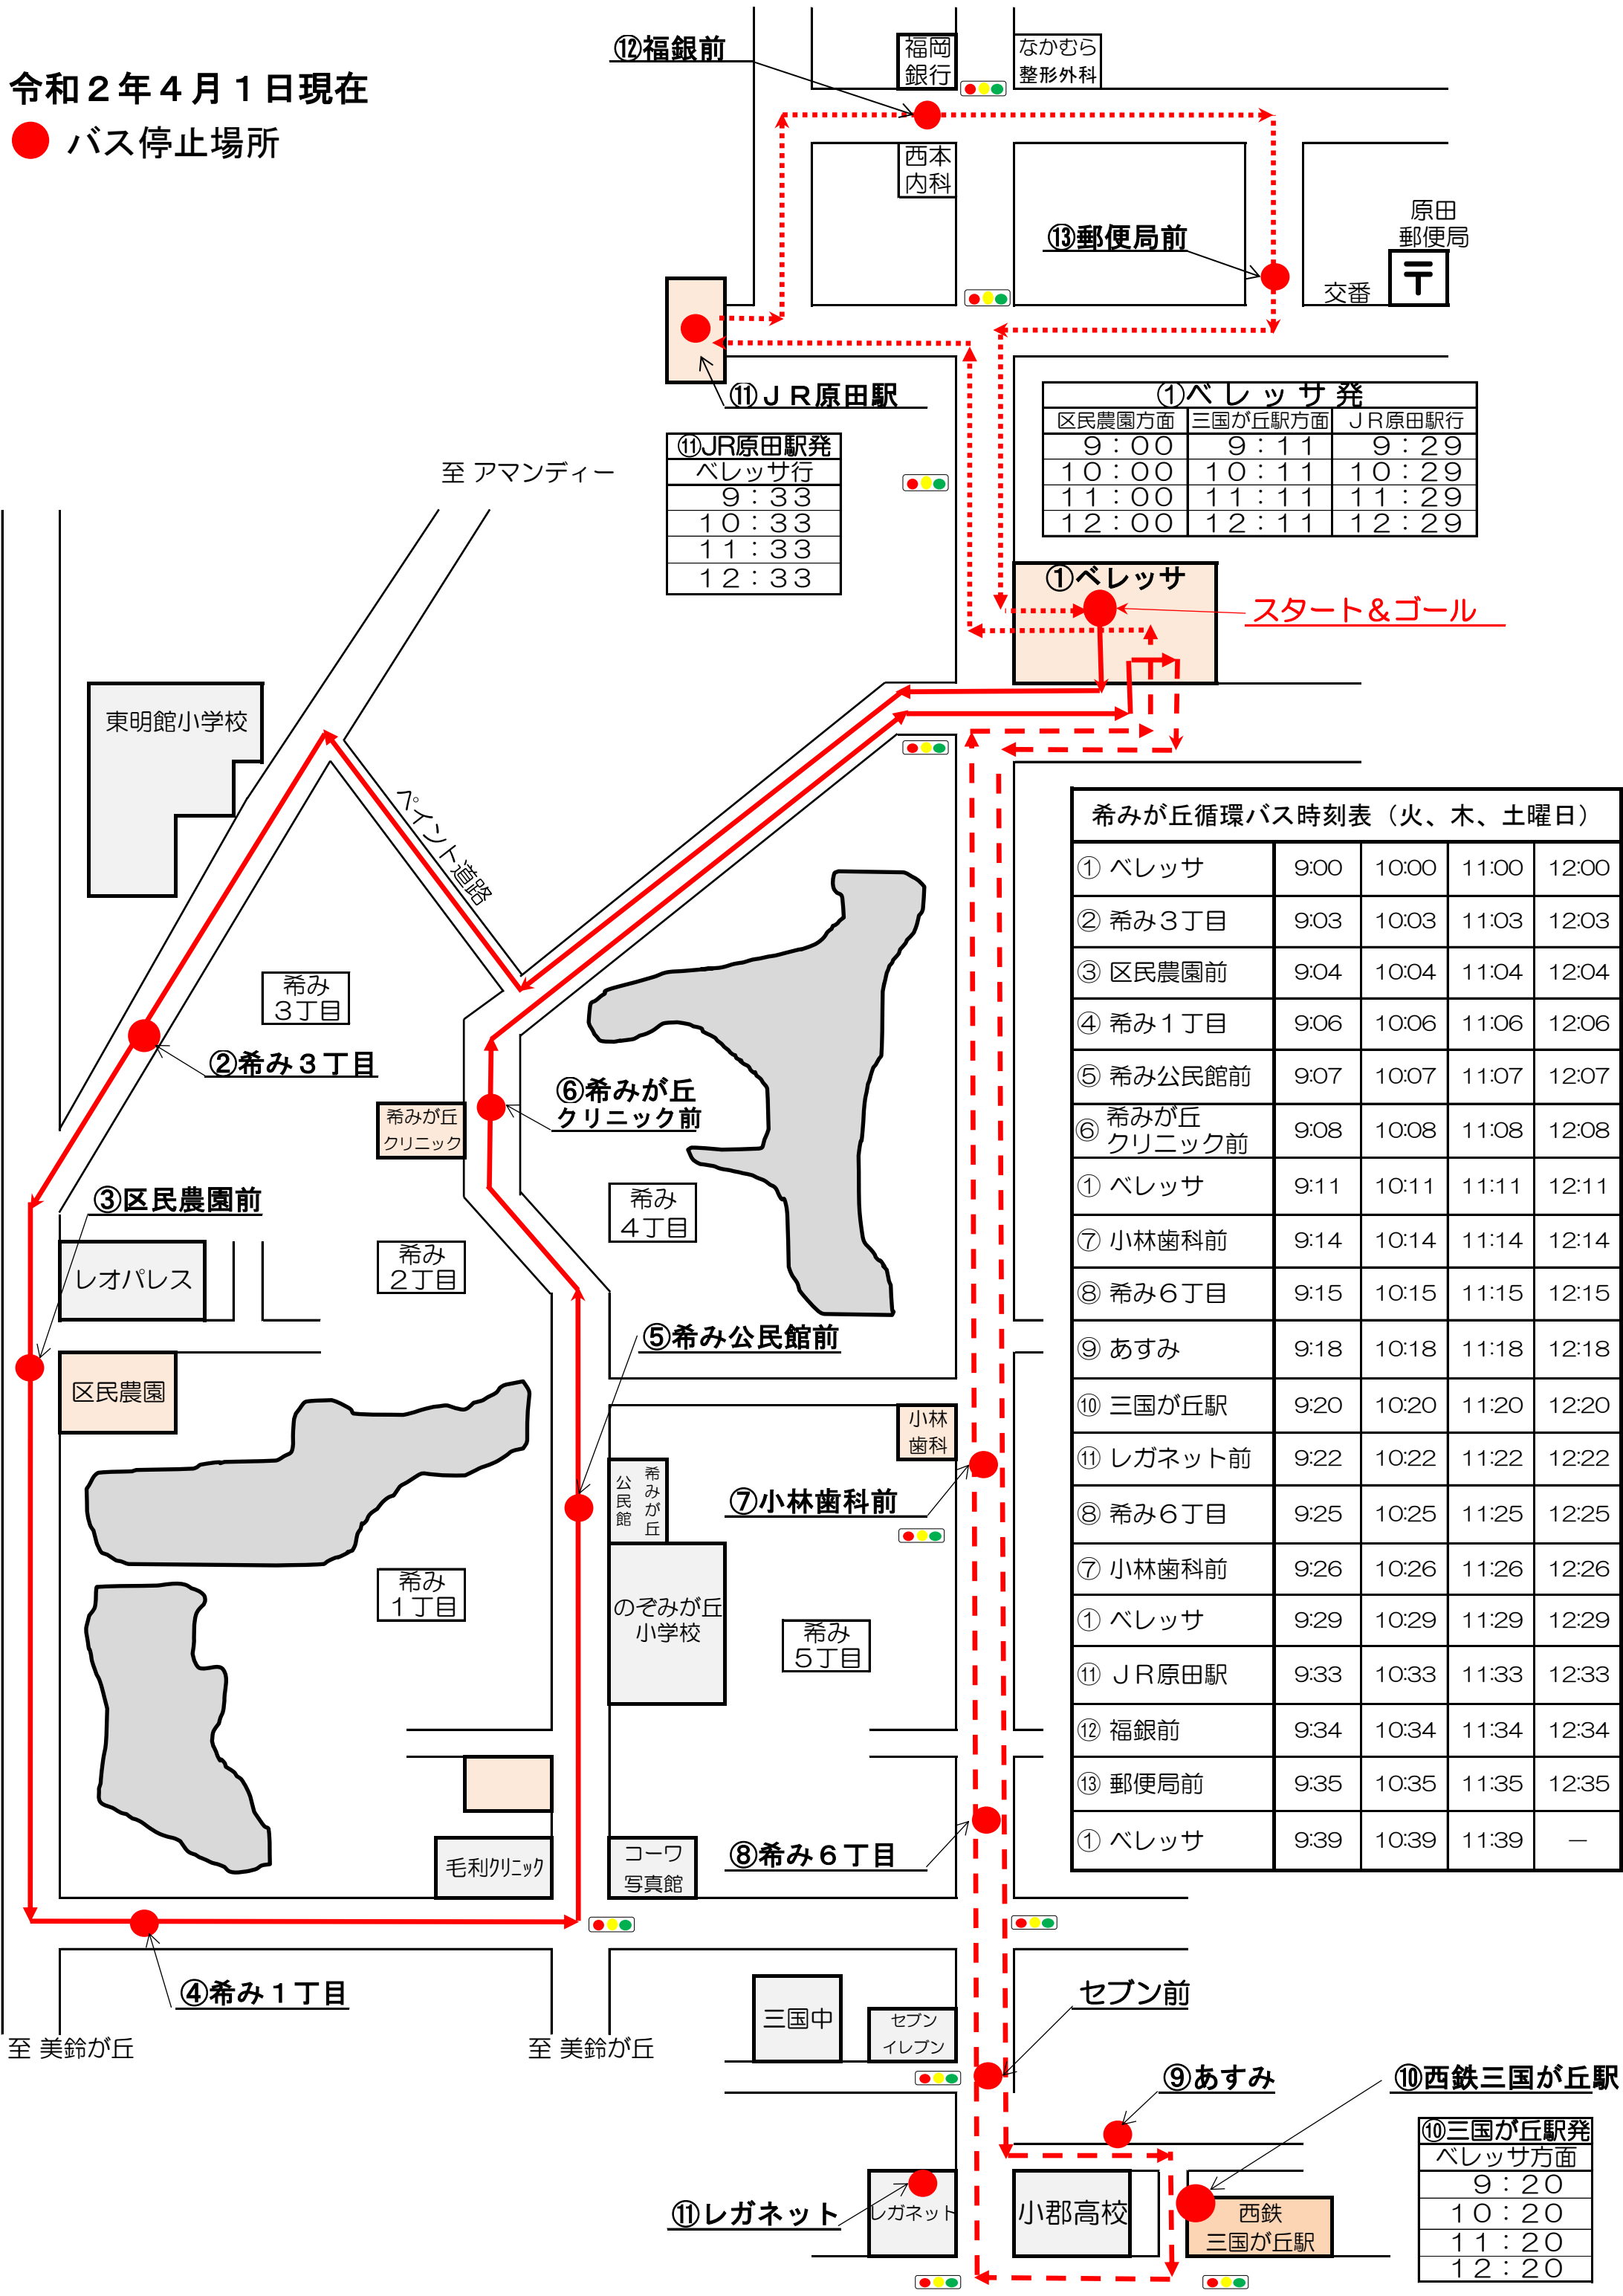 令和２年４月１日現在
バス停止場所
⑫福銀前
福岡
銀行
なかむら
整形外科
西本
内科
⑬郵便局前
原田
郵便局
交番
〒
⑪ＪＲ原田駅
⑪JR原田駅発
ベレッサ行
９：３３
１０：３３
１１：３３
１２：３３
①ベレッサ発
区民農園方面 三国が丘駅方面 ＪＲ原田駅行
９：００ ９：１１ ９：２９
１０：００ １０：１１ １０：２９
１１：００ １１：１１ １１：２９
１２：００ １２：１１ １２：２９
至 アマンディー
①ベレッサ
スタート＆ゴール
東明館小学校
ペイント道路
希み
３丁目
②希み３丁目
⑥希みが丘
クリニック前
希みが丘
クリニック
③区民農園前
レオパレス
希み
２丁目
希み
４丁目
区民農園
⑤希み公民館前
小林
歯科
希みが丘
公民館
⑦小林歯科前
希み
１丁目
のぞみが丘
小学校
希み
５丁目
毛利ｸﾘﾆｯｸ
コーワ
写真館
⑧希み６丁目
④希み１丁目
至 美鈴が丘
至 美鈴が丘
三国中
セブン
イレブン
セブン前
⑨あすみ
⑩西鉄三国が丘駅
⑪レガネット
レガネット
小郡高校
西鉄
三国が丘駅
⑩三国が丘駅発
ベレッサ方面
９：２０
１０：２０
１１：２０
１２：２０
希みが丘循環バス時刻表（火、木、土曜日）
① ベレッサ 9:00 10:00 11:00 12:00
② 希み３丁目 9:03 10:03 11:03 12:03
③ 区民農園前 9:04 10:04 11:04 12:04
④ 希み１丁目 9:06 10:06 11:06 12:06
⑤ 希み公民館前 9:07 10:07 11:07 12:07
⑥ 希みが丘
クリニック前 9:08 10:08 11:08 12:08
① ベレッサ 9:11 10:11 11:11 12:11
⑦ 小林歯科前 9:14 10:14 11:14 12:14
⑧ 希み６丁目 9:15 10:15 11:15 12:15
⑨ あすみ 9:18 10:18 11:18 12:18
⑩ 三国が丘駅 9:20 10:20 11:20 12:20
⑪ レガネット前 9:22 10:22 11:22 12:22
⑧ 希み６丁目 9:25 10:25 11:25 12:25
⑦ 小林歯科前 9:26 10:26 11:26 12:26
① ベレッサ 9:29 10:29 11:29 12:29
⑪ ＪＲ原田駅 9:33 10:33 11:33 12:33
⑫ 福銀前 9:34 10:34 11:34 12:34
⑬ 郵便局前 9:35 10:35 11:35 12:35
① ベレッサ 9:39 10:39 11:39 －